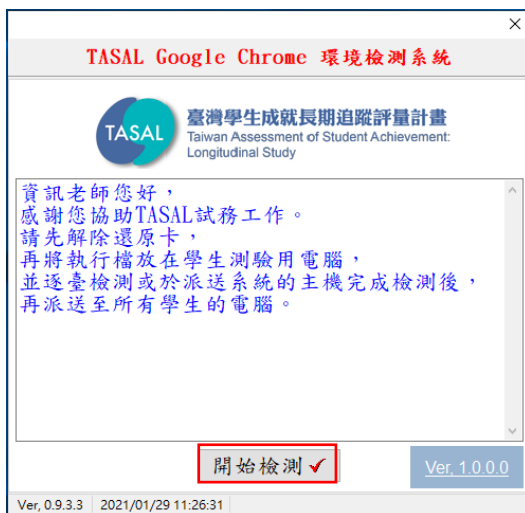 TASAL Google Chrome 環境檢測系統
TASAL
臺灣學生成就長期追蹤評量計畫
Taiwan Assessment of Student Achievement:
Longitudinal Study
資訊老師您好，
感謝您協助TASAL試務工作。
請先解除還原卡，
再將執行檔放在學生測驗用電腦，
並逐臺檢測或於派送系統的主機完成檢測後，
再派送至所有學生的電腦。
開始檢測
Ver, 1.0.0.0
Ver, 0.9.3.3 2021/01/29 11:26:31